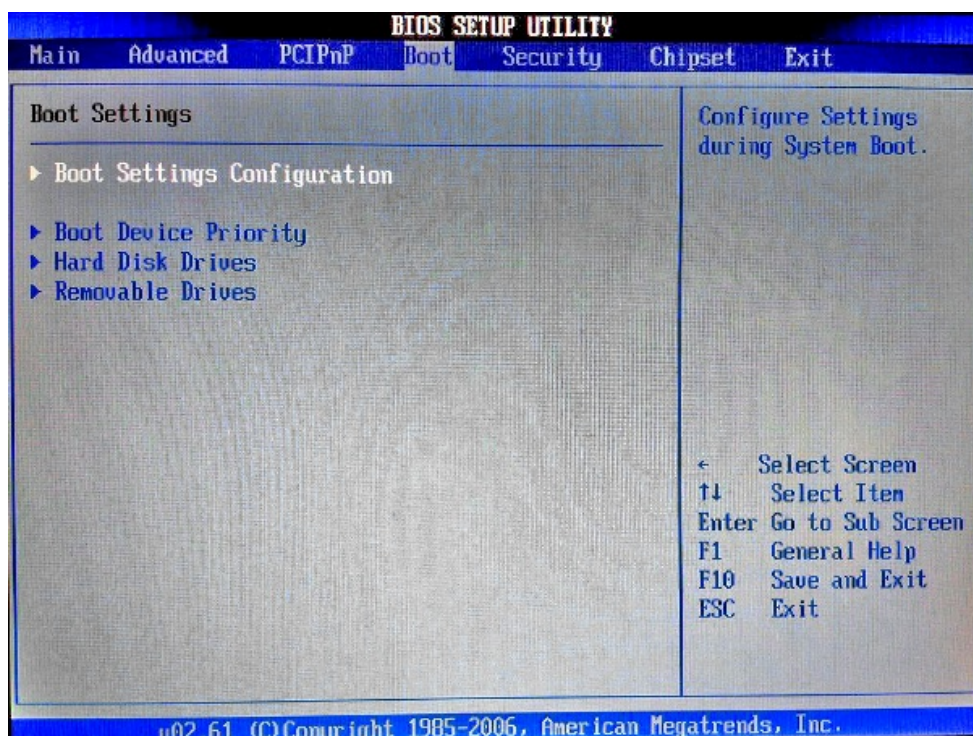 BIOS SETUP UTILITY
Main Advanced PCIPnP Boot Security Chipset Exit
Boot Settings
▶ Boot Settings Configuration
▶ Boot Device Priority
▶ Hard Disk Drives
▶ Removable Drives
Configure Settings
during System Boot.
← Select Screen
↑↓ Select Item
Enter Go to Sub Screen
F1 General Help
F10 Save and Exit
ESC Exit
v02.61 (C)Copyright 1985-2006, American Megatrends, Inc.